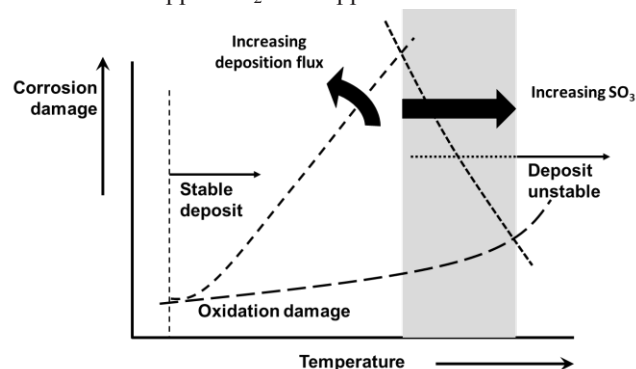 Increasing
deposition flux
Corrosion
damage
Increasing SO₃
Stable
deposit
Deposit
unstable
Oxidation damage
Temperature